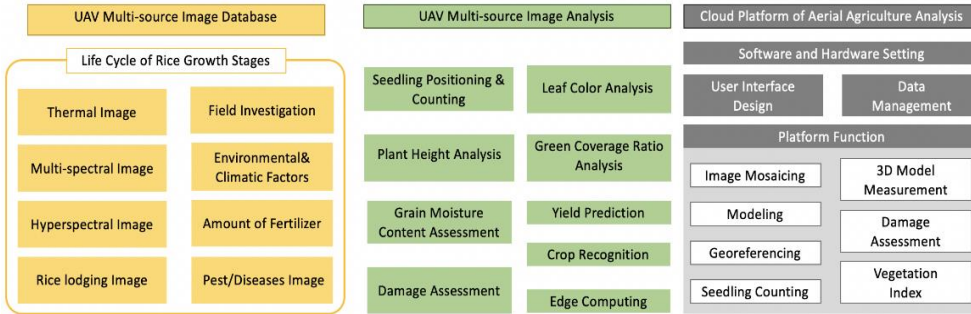 UAV Multi-source Image Database
Life Cycle of Rice Growth Stages
Thermal Image
Field Investigation
Multi-spectral Image
Environmental&
Climatic Factors
Hyperspectral Image
Amount of Fertilizer
Rice lodging Image
Pest/Diseases Image
UAV Multi-source Image Analysis
Seedling Positioning &
Counting
Leaf Color Analysis
Plant Height Analysis
Green Coverage Ratio
Analysis
Grain Moisture
Content Assessment
Yield Prediction
Crop Recognition
Damage Assessment
Edge Computing
Cloud Platform of Aerial Agriculture Analysis
Software and Hardware Setting
User Interface
Design
Data
Management
Platform Function
Image Mosaicing
3D Model
Measurement
Modeling
Damage
Assessment
Georeferencing
Seedling Counting
Vegetation
Index